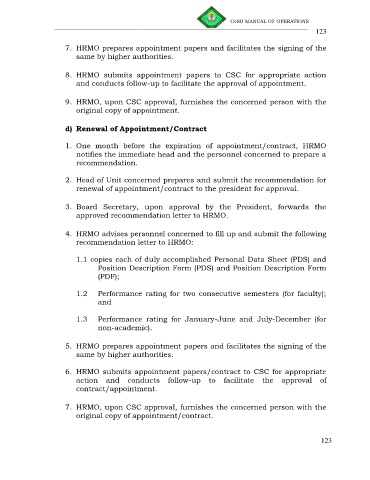 CvSU MANUAL OF OPERATIONS
123
7. HRMO prepares appointment papers and facilitates the signing of the
same by higher authorities.
8. HRMO submits appointment papers to CSC for appropriate action
and conducts follow-up to facilitate the approval of appointment.
9. HRMO, upon CSC approval, furnishes the concerned person with the
original copy of appointment.
d) Renewal of Appointment/Contract
1. One month before the expiration of appointment/contract, HRMO
notifies the immediate head and the personnel concerned to prepare a
recommendation.
2. Head of Unit concerned prepares and submit the recommendation for
renewal of appointment/contract to the president for approval.
3. Board Secretary, upon approval by the President, forwards the
approved recommendation letter to HRMO.
4. HRMO advises personnel concerned to fill up and submit the following
recommendation letter to HRMO:
1.1 copies each of duly accomplished Personal Data Sheet (PDS) and
Position Description Form (PDS) and Position Description Form
(PDF);
1.2 Performance rating for two consecutive semesters (for faculty);
and
1.3 Performance rating for January-June and July-December (for
non-academic).
5. HRMO prepares appointment papers and facilitates the signing of the
same by higher authorities.
6. HRMO submits appointment papers/contract to CSC for appropriate
action and conducts follow-up to facilitate the approval of
contract/appointment.
7. HRMO, upon CSC approval, furnishes the concerned person with the
original copy of appointment/contract.
123